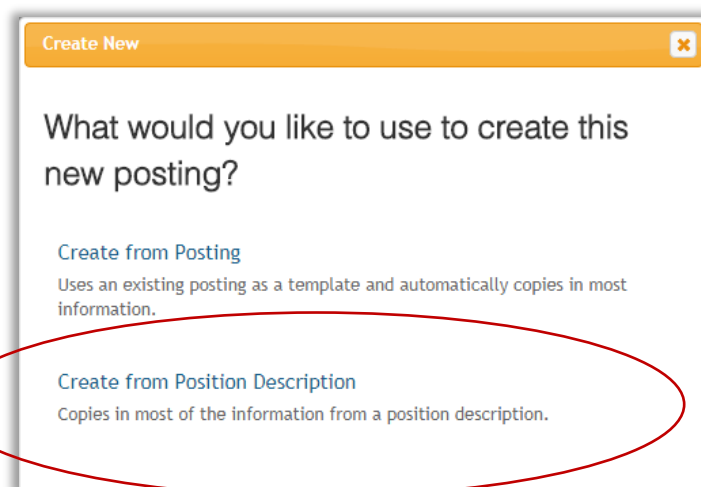 Create New
What would you like to use to create this
new posting?
Create from Posting
Uses an existing posting as a template and automatically copies in most
information.
Create from Position Description
Copies in most of the information from a position description.